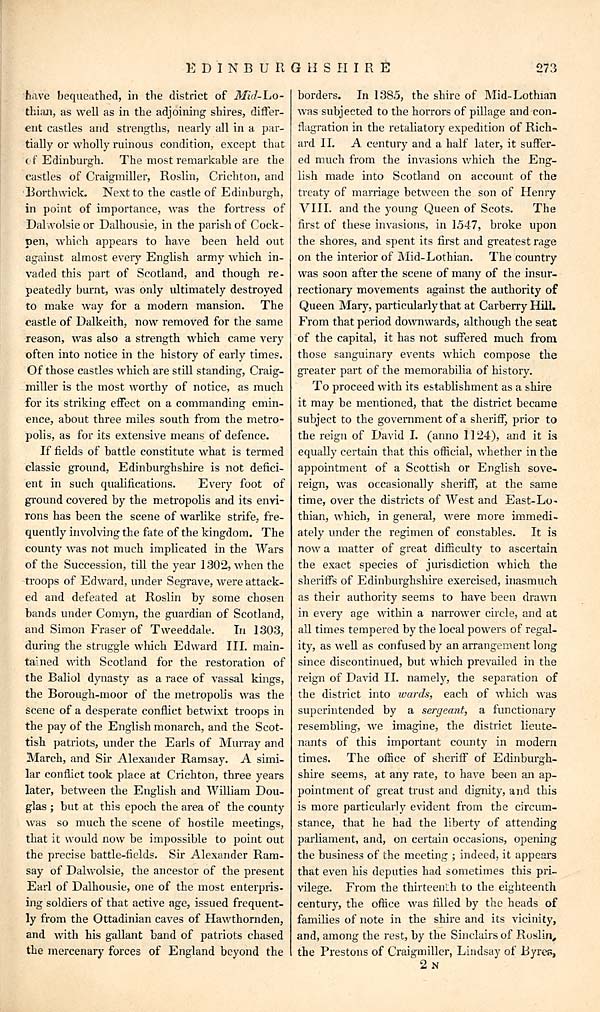 EDINBURGHSHIRE 273
have bequeathed, in the district of Mid-Lo-
thian, as well as in the adjoining shires, differ-
ent castles and strengths, nearly all in a par-
tially or wholly ruinous condition, except that
of Edinburgh. The most remarkable are the
castles of Craigmiller, Roslin, Crichton, and
Borthwick. Next to the castle of Edinburgh,
in point of importance, was the fortress of
Dalwolsie or Dalhousie, in the parish of Cock-
pen, which appears to have been held out
against almost every English army which in-
vaded this part of Scotland, and though re-
peatedly burnt, was only ultimately destroyed
to make way for a modern mansion. The
castle of Dalkeith, now removed for the same
reason, was also a strength which came very
often into notice in the history of early times.
Of those castles which are still standing, Craig-
miller is the most worthy of notice, as much
for its striking effect on a commanding emin-
ence, about three miles south from the metro-
polis, as for its extensive means of defence.
If fields of battle constitute what is termed
classic ground, Edinburghshire is not defici-
ent in such qualifications. Every foot of
ground covered by the metropolis and its envi-
rons has been the scene of warlike strife, fre-
quently involving the fate of the kingdom. The
county was not much implicated in the Wars
of the Succession, till the year 1302, when the
troops of Edward, under Segrave, were attack-
ed and defeated at Roslin by some chosen
bands under Comyn, the guardian of Scotland,
and Simon Fraser of Tweeddale. In 1303,
during the struggle which Edward III. main-
tained with Scotland for the restoration of
the Baliol dynasty as a race of vassal kings,
the Borough-moor of the metropolis was the
scene of a desperate conflict betwixt troops in
the pay of the English monarch, and the Scot-
tish patriots, under the Earls of Murray and
March, and Sir Alexander Ramsay. A simi-
lar conflict took place at Crichton, three years
later, between the English and William Dou-
glas ; but at this epoch the area of the county
was so much the scene of hostile meetings,
that it would now be impossible to point out
the precise battle-fields. Sir Alexander Ram-
say of Dalwolsie, the ancestor of the present
Earl of Dalhousie, one of the most enterpris-
ing soldiers of that active age, issued frequent-
ly from the Ottadinian caves of Hawthornden,
and with his gallant band of patriots chased
the mercenary forces of England beyond the
borders. In 1385, the shire of Mid-Lothian
was subjected to the horrors of pillage and con-
flagration in the retaliatory expedition of Rich-
ard II. A century and a half later, it suffer-
ed much from the invasions which the Eng-
lish made into Scotland on account of the
treaty of marriage between the son of Henry
VIII. and the young Queen of Scots. The
first of these invasions, in 1547, broke upon
the shores, and spent its first and greatest rage
on the interior of Mid-Lothian. The country
was soon after the scene of many of the insur-
rectionary movements against the authority of
Queen Mary, particularly that at Carberry Hill.
From that period downwards, although the seat
of the capital, it has not suffered much from
those sanguinary events which compose the
greater part of the memorabilia of history.
To proceed with its establishment as a shire
it may be mentioned, that the district became
subject to the government of a sheriff, prior to
the reign of David I. (anno 1124), and it is
equally certain that this official, whether in the
appointment of a Scottish or English sove-
reign, was occasionally sheriff, at the same
time, over the districts of West and East-Lo-
thian, which, in general, were more immedi-
ately under the regimen of constables. It is
now a matter of great difficulty to ascertain
the exact species of jurisdiction which the
sheriffs of Edinburghshire exercised, inasmuch
as their authority seems to have been drawn
in every age within a narrower circle, and at
all times tempered by the local powers of regal-
ity, as well as confused by an arrangement long
since discontinued, but which prevailed in the
reign of David II. namely, the separation of
the district into wards, each of which was
superintended by a sergeant, a functionary
resembling, we imagine, the district lieute-
nants of this important county in modern
times. The office of sheriff of Edinburgh-
shire seems, at any rate, to have been an ap-
pointment of great trust and dignity, and this
is more particularly evident from the circum-
stance, that he had the liberty of attending
parliament, and, on certain occasions, opening
the business of the meeting ; indeed, it appears
that even his deputies had sometimes this pri-
vilege. From the thirteenth to the eighteenth
century, the office was filled by the heads of
families of note in the shire and its vicinity,
and, among the rest, by the Sinclairs of Roslin,
the Prestons of Craigmiller, Lindsay of Byres,
2 N